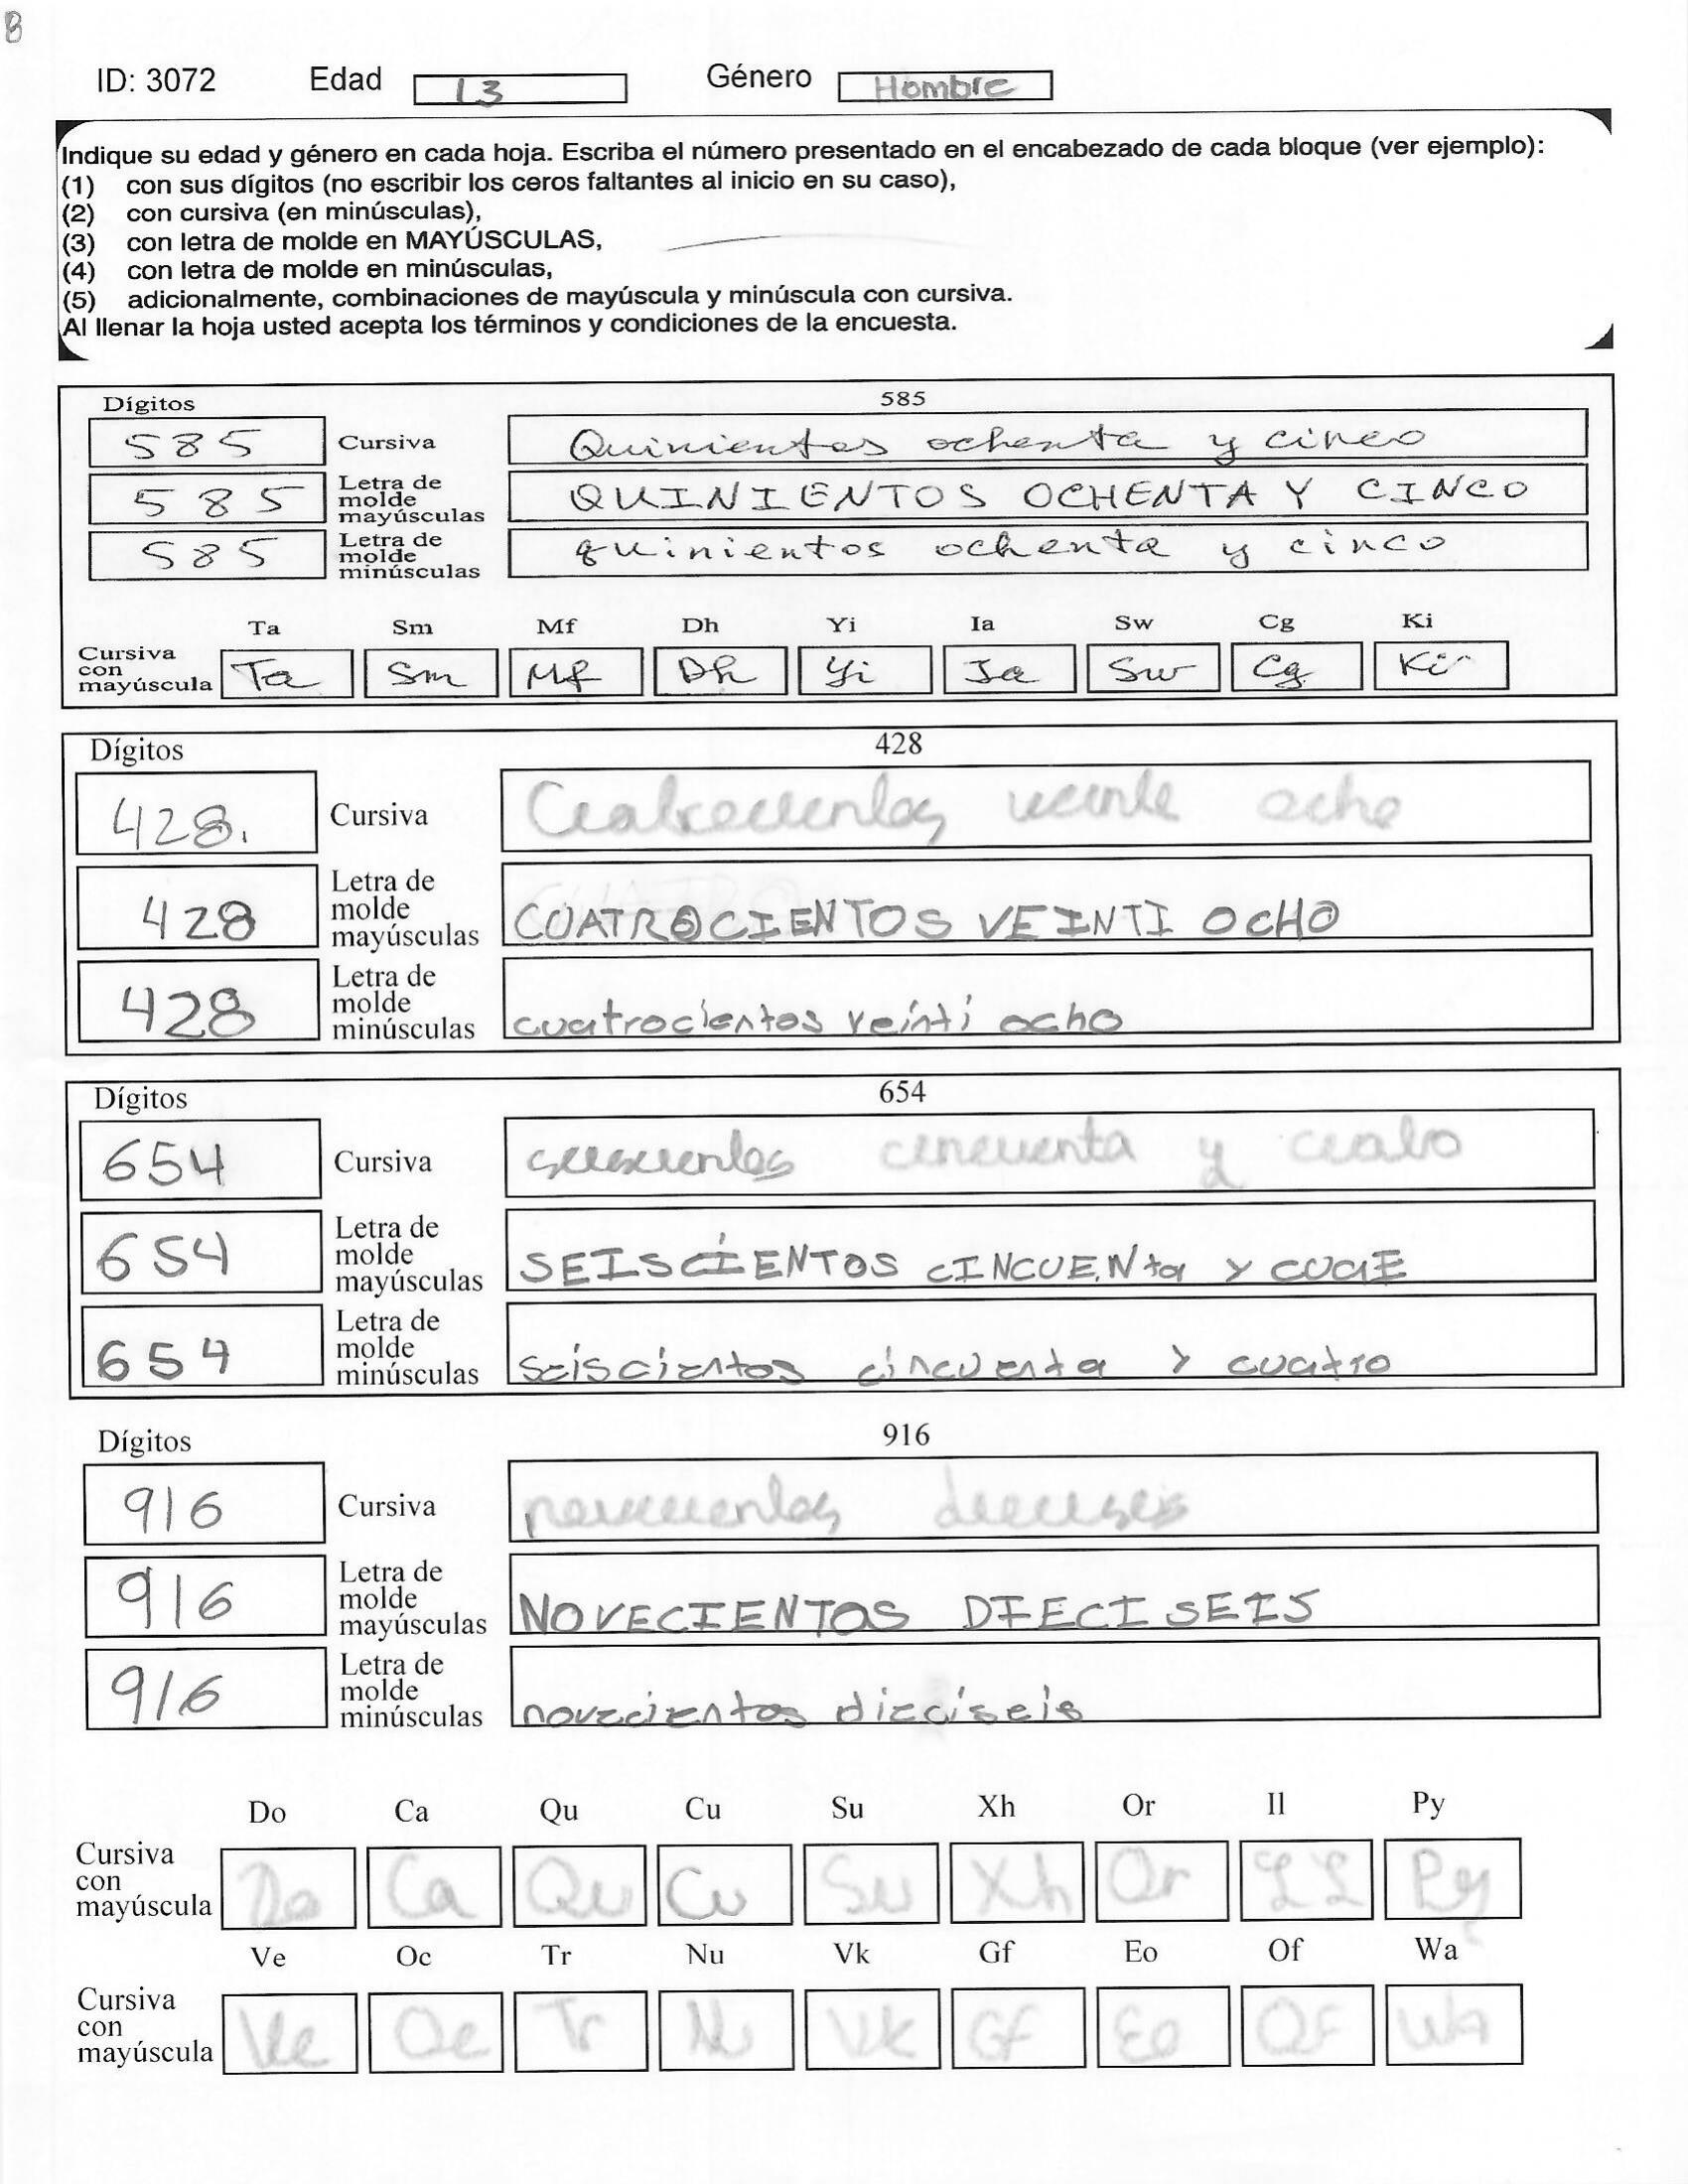 8
ID: 3072 Edad 13 Género Hombre
Indique su edad y género en cada hoja. Escriba el número presentado en el encabezado de cada bloque (ver ejemplo):
(1) con sus dígitos (no escribir los ceros faltantes al inicio en su caso),
(2) con cursiva (en minúsculas),
(3) con letra de molde en MAYÚSCULAS,
(4) con letra de molde en minúsculas,
(5) adicionalmente, combinaciones de mayúscula y minúscula con cursiva.
Al llenar la hoja usted acepta los términos y condiciones de la encuesta.
Dígitos 585
585 Cursiva Quinientos ochenta y cinco
585 Letra de molde mayúsculas QUINIENTOS OCHENTA Y CINCO
585 Letra de molde minúsculas quinientos ochenta y cinco
Ta Sm Mf Dh Yi Ia Sw Cg Ki
Cursiva con mayúscula Ta Sm Mf Dh Yi Ia Sw Cg Ki
Dígitos 428
428. Cursiva ocho
428 Letra de molde mayúsculas CUATROCIENTOS VEINTI OCHO
428 Letra de molde minúsculas cuatrocientos veinti ocho
Dígitos 654
654 Cursiva cincuenta y
654 Letra de molde mayúsculas SEISCIENTOS CINCUENta Y
654 Letra de molde minúsculas seiscientos cincuenta y cuatro
Dígitos 916
916 Cursiva
916 Letra de molde mayúsculas NOVECIENTOS DIECISEIS
916 Letra de molde minúsculas novecientos dieciseis
Do Ca Qu Cu Su Xh Or Il Py
Cursiva con mayúscula Do Ca Qu Cu Su Xh Or Py
Ve Oc Tr Nu Vk Gf Eo Of Wa
Cursiva con mayúscula Ve Oc Tr Nu Vk Gf Eo OF Wa